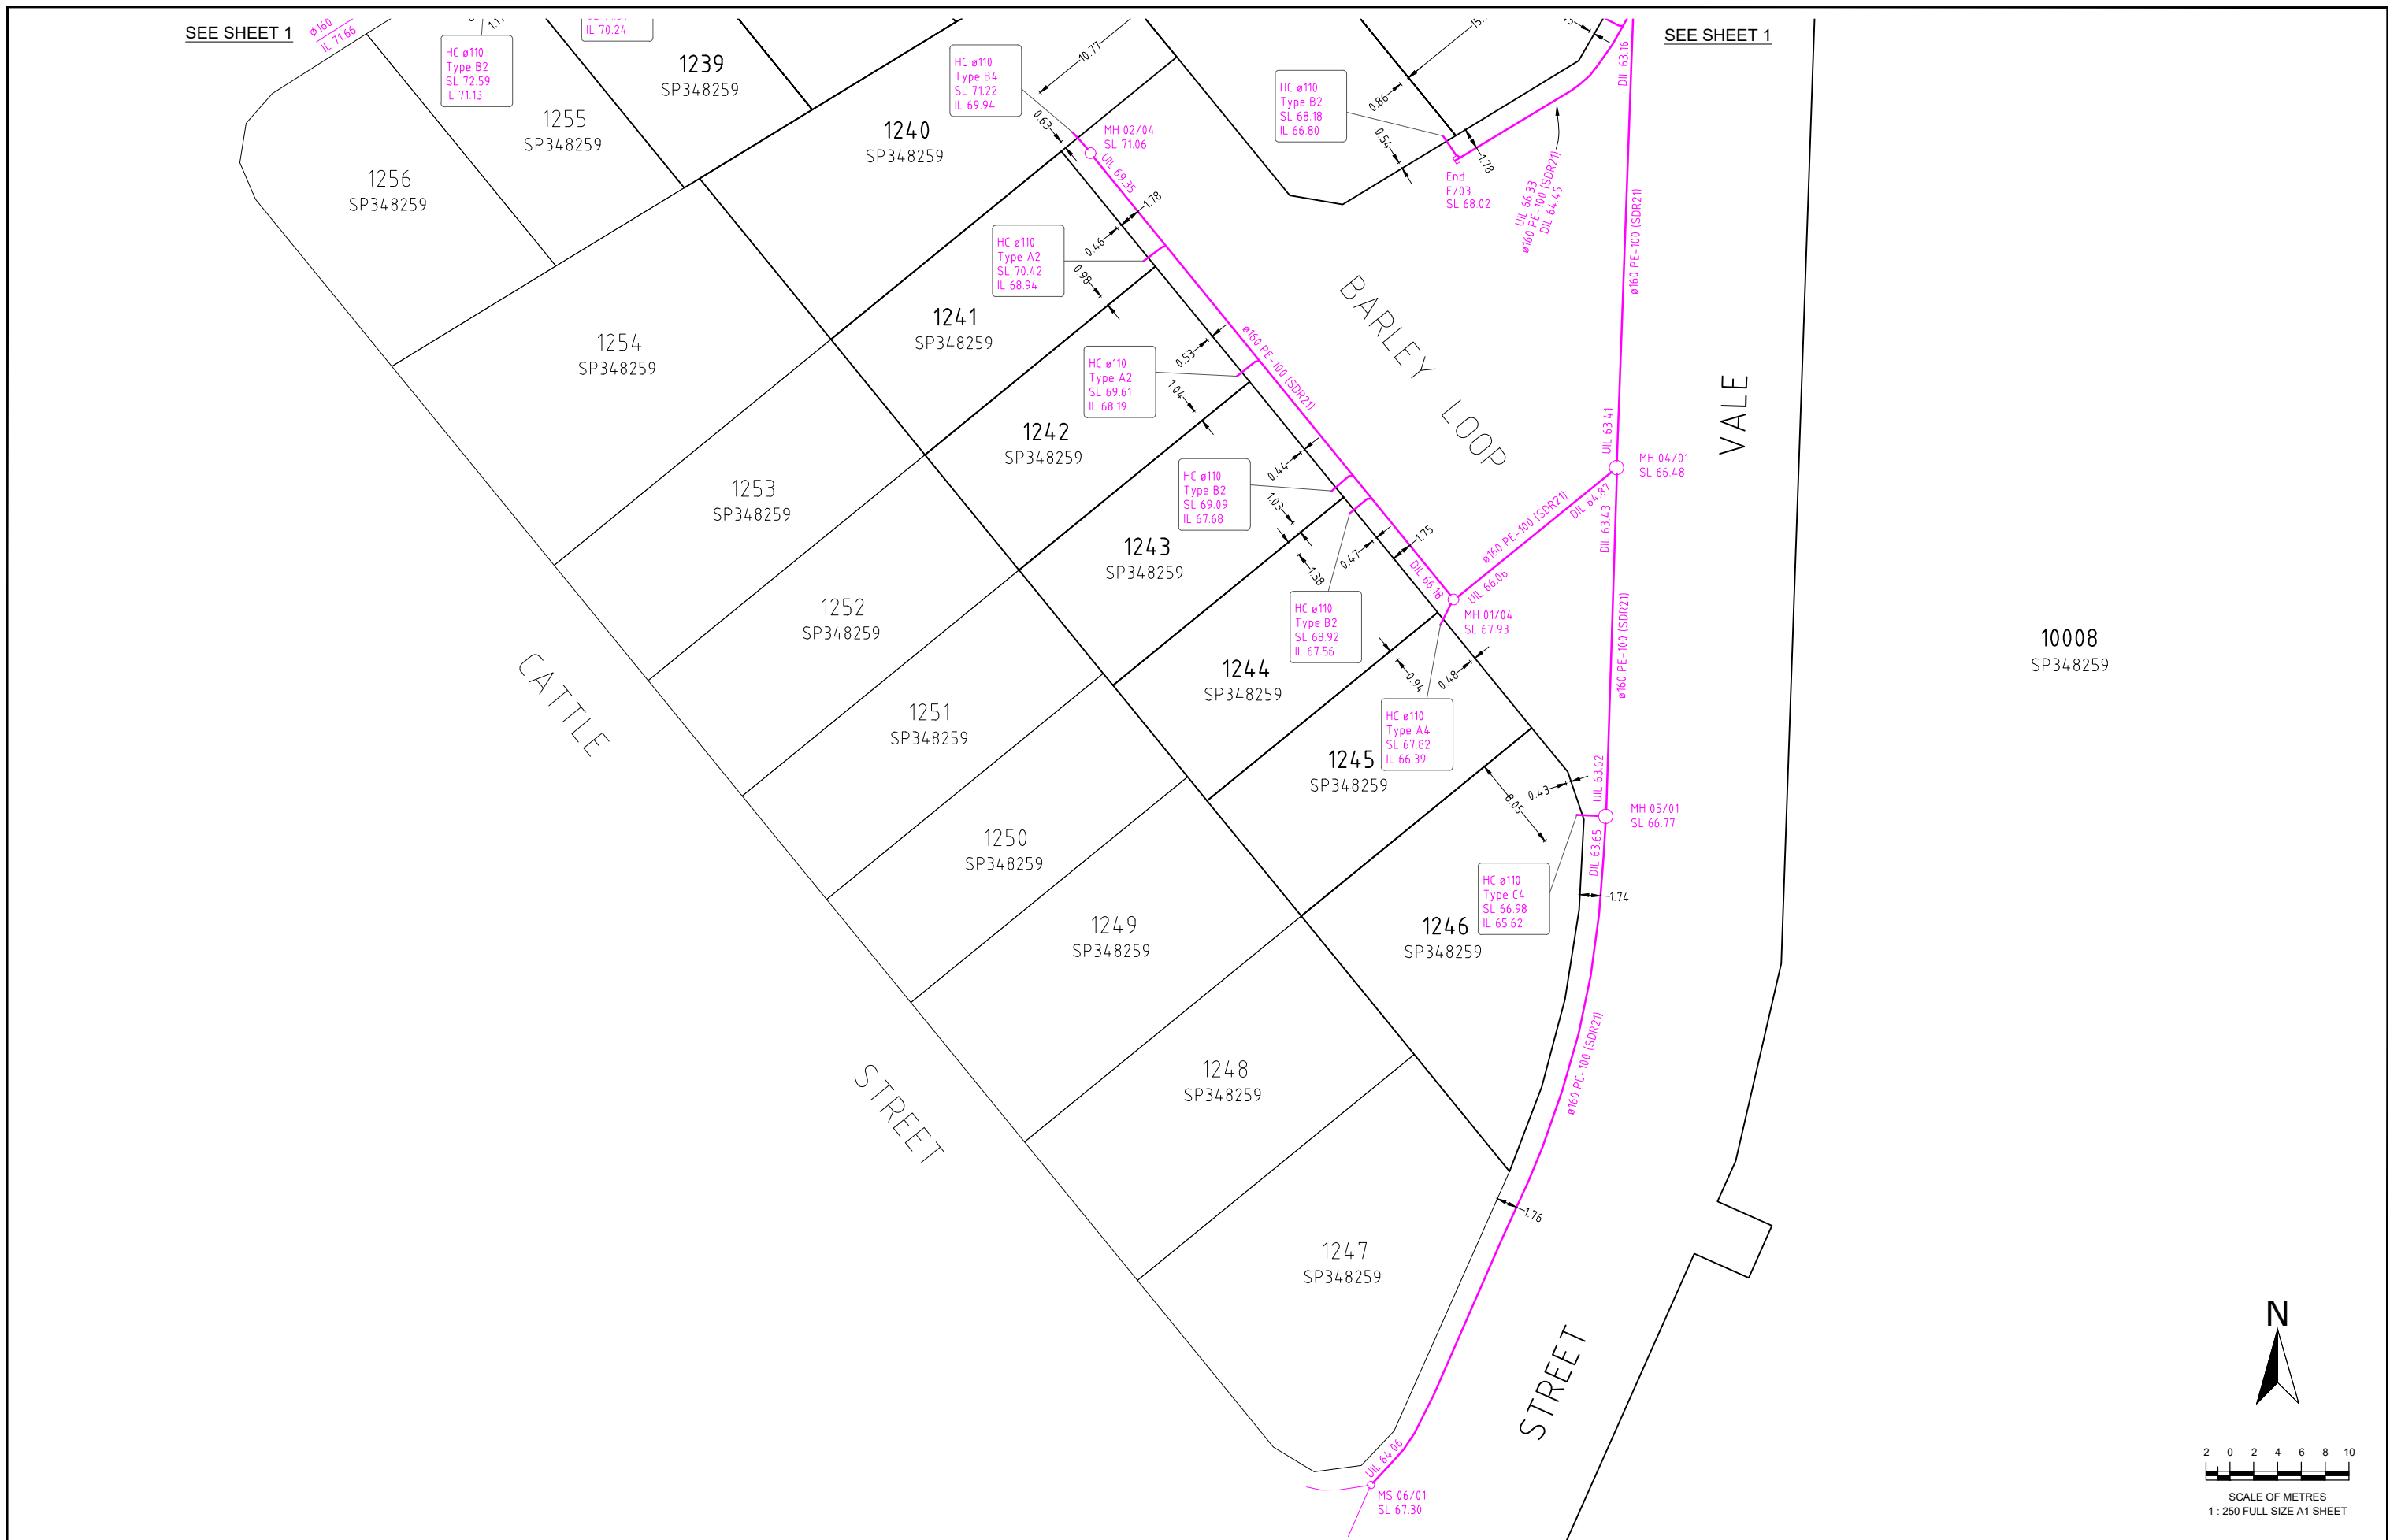 SEE SHEET 1
SEE SHEET 1
ø160
IL 71.66
HC ø110
Type B2
SL 72.59
IL 71.13
IL 70.24
1239
SP348259
1255
SP348259
1256
SP348259
1240
SP348259
HC ø110
Type B4
SL 71.22
IL 69.94
10.77
0.63
MH 02/04
SL 71.06
UIL 69.35
1.78
0.46
HC ø110
Type B2
SL 68.18
IL 66.80
0.86
0.54
1.78
End
E/03
SL 68.02
UIL 66.33
ø160 PE-100 (SDR21)
DIL 64.45
DIL 63.16
ø160 PE-100 (SDR21)
HC ø110
Type A2
SL 70.42
IL 68.94
0.98
1241
SP348259
1254
SP348259
BARLEY LOOP
VALE
ø160 PE-100 (SDR21)
0.53
HC ø110
Type A2
SL 69.61
IL 68.19
1.04
1242
SP348259
0.44
UIL 63.41
MH 04/01
SL 66.48
DIL 64.87
ø160 PE-100 (SDR21)
DIL 63.43
HC ø110
Type B2
SL 69.09
IL 67.68
1.03
1253
SP348259
1243
SP348259
1.38
0.47
1.75
DIL 66.18
UIL 66.06
MH 01/04
SL 67.93
HC ø110
Type B2
SL 68.92
IL 67.56
1252
SP348259
ø160 PE-100 (SDR21)
10008
SP348259
1244
SP348259
0.94
0.48
HC ø110
Type A4
SL 67.82
IL 66.39
CATTLE
1251
SP348259
1245
SP348259
8.05
0.43
UIL 63.62
MH 05/01
SL 66.77
DIL 63.65
1250
SP348259
HC ø110
Type C4
SL 66.98
IL 65.62
1.74
1249
SP348259
1246
SP348259
ø160 PE-100 (SDR21)
1248
SP348259
STREET
1.76
1247
SP348259
STREET
UIL 64.06
MS 06/01
SL 67.30
N
2 0 2 4 6 8 10
SCALE OF METRES
1 : 250 FULL SIZE A1 SHEET